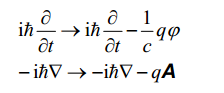 iħ ∂/∂t → iħ ∂/∂t − 1/c qφ
−iħ∇ → −iħ∇ − qA